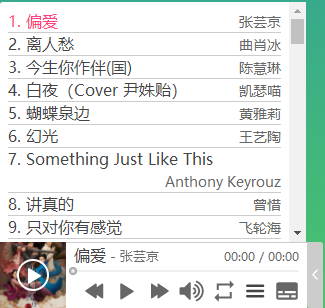 1. 偏爱 张芸京
2. 离人愁 曲肖冰
3. 今生你作伴(国) 陈慧琳
4. 白夜（Cover 尹姝贻） 凯瑟喵
5. 蝴蝶泉边 黄雅莉
6. 幻光 王艺陶
7. Something Just Like This
Anthony Keyrouz
8. 讲真的 曾惜
9. 只对你有感觉 飞轮海
偏爱 - 张芸京 00:00 / 00:00